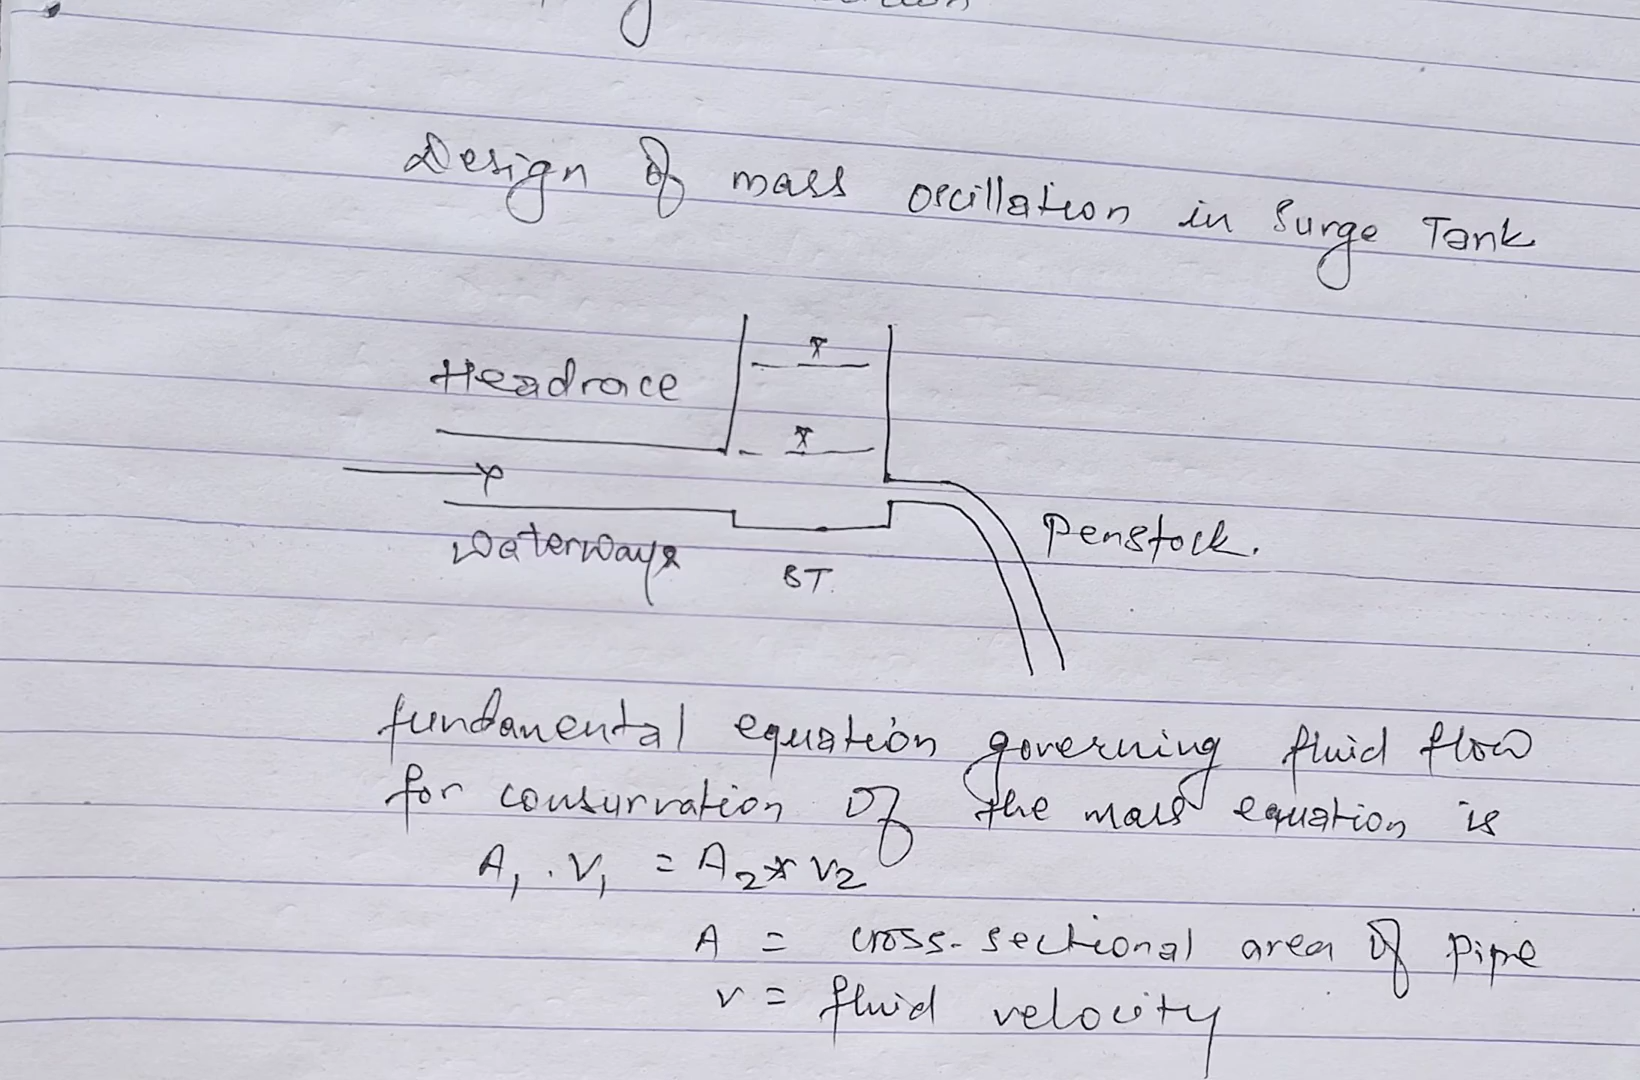 Design of mass oscillation in Surge Tank
Headrace
Waterways
ST.
Penstock.
fundamental equation governing fluid flow
for consurvation of the mass equation is
A₁ . V₁ = A₂ * V₂
A = cross-sectional area of pipe
v = fluid velocity